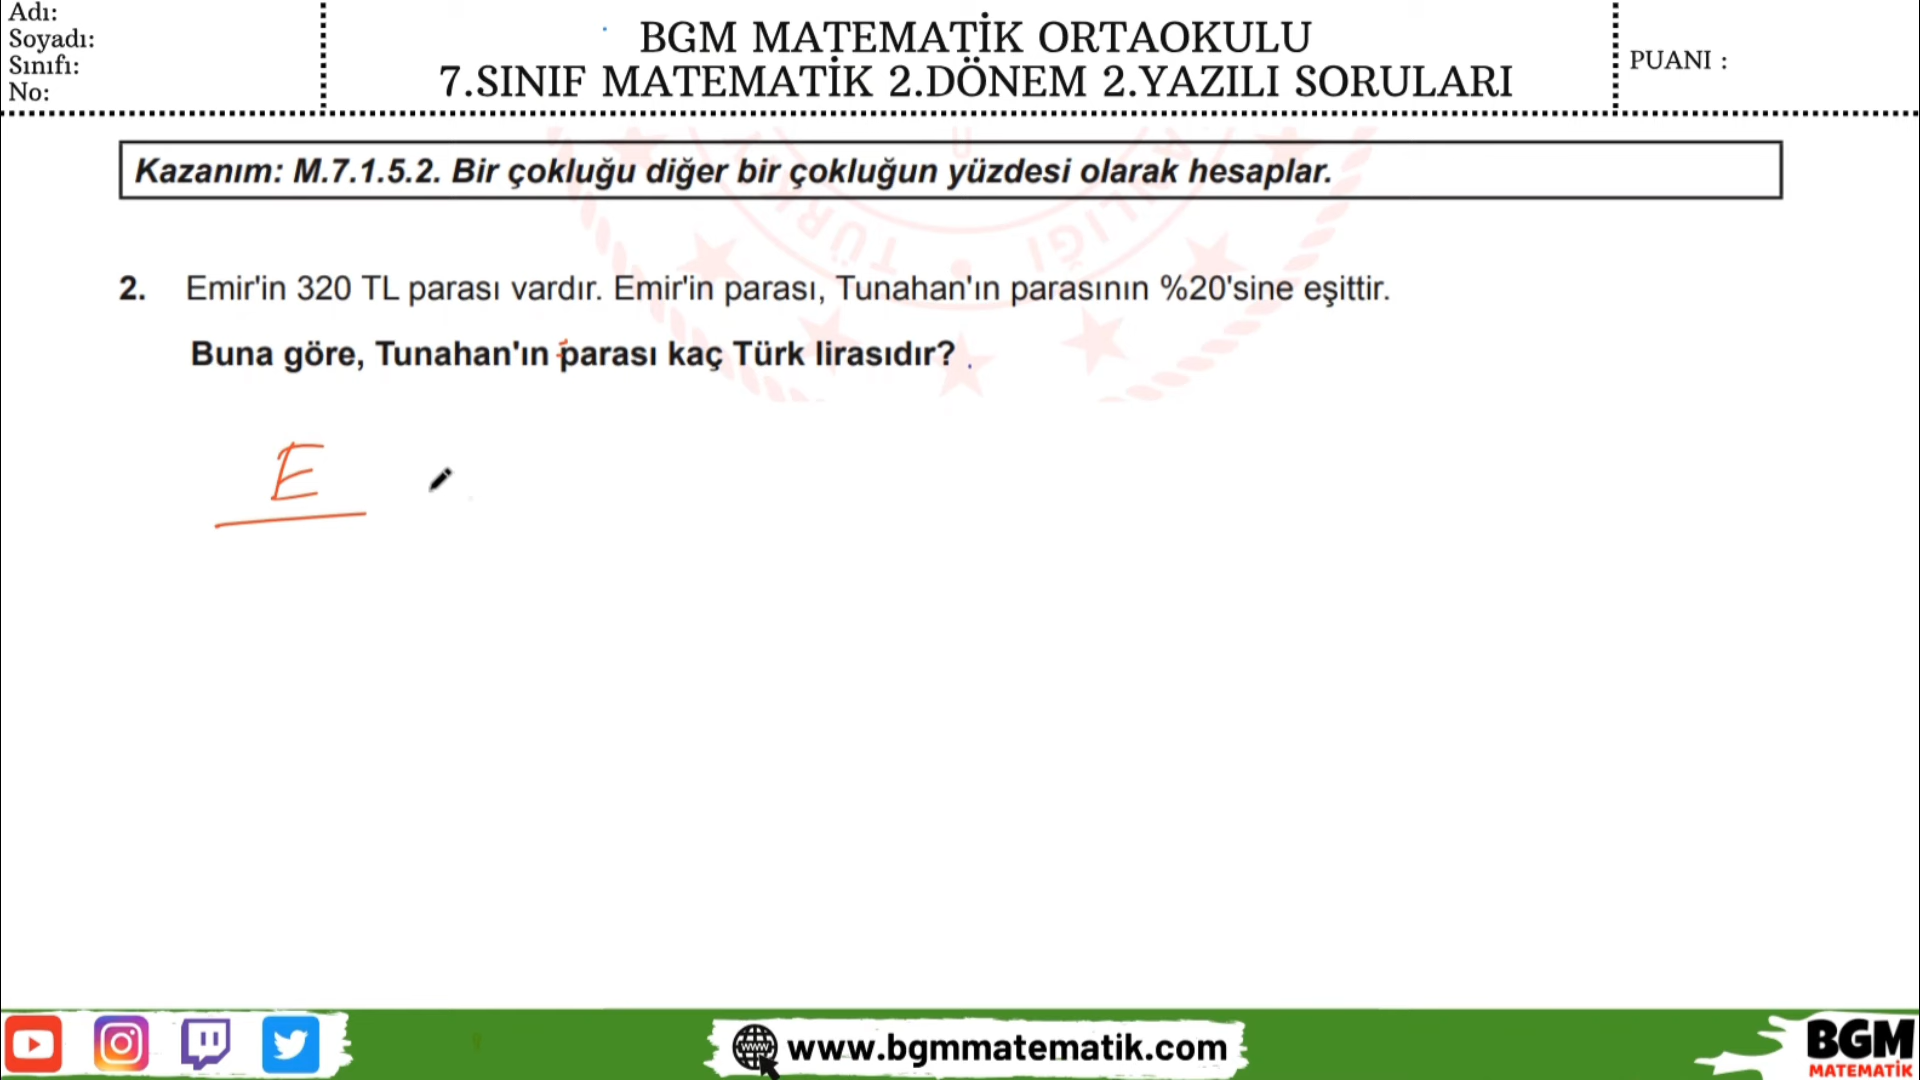 Adı:
Soyadı:
Sınıfı:
No:
BGM MATEMATİK ORTAOKULU
7.SINIF MATEMATİK 2.DÖNEM 2.YAZILI SORULARI
PUANI :
Kazanım: M.7.1.5.2. Bir çokluğu diğer bir çokluğun yüzdesi olarak hesaplar.
2. Emir'in 320 TL parası vardır. Emir'in parası, Tunahan'ın parasının %20'sine eşittir.
Buna göre, Tunahan'ın parası kaç Türk lirasıdır?
E
www.bgmmatematik.com
BGM
MATEMATİK